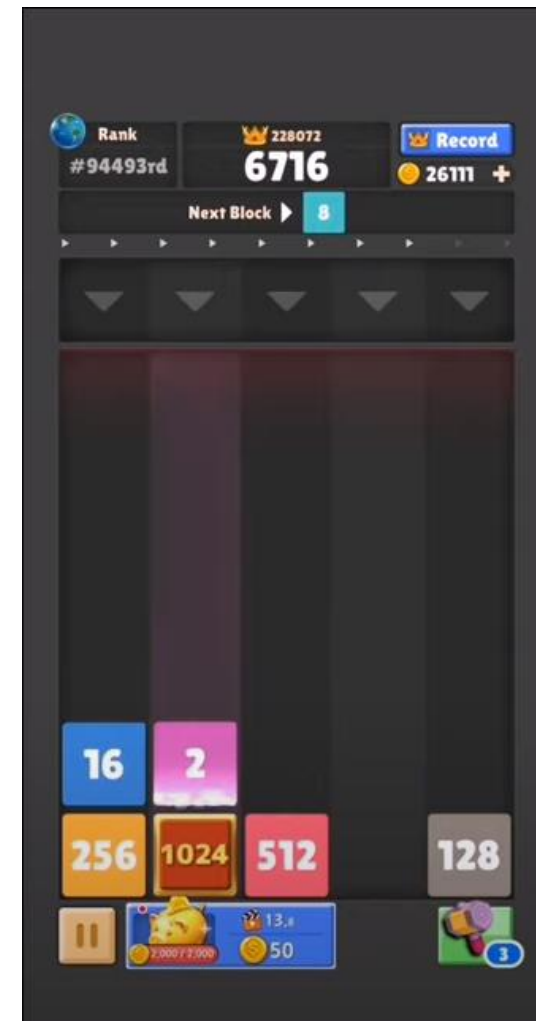 Rank
#94493rd
228072
6716
Record
26111 +
Next Block 8
16 2
256 1024 512 128
2,000 / 2,000
13,8
50
3